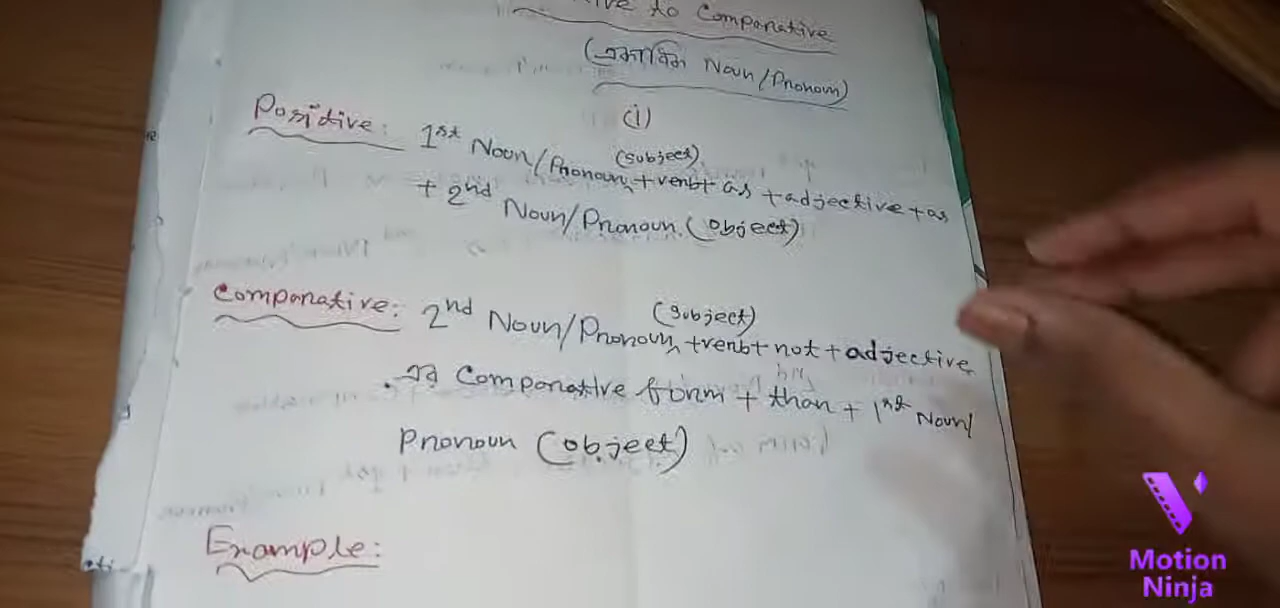 to Comparative
(একাধিক Noun/Pronoun)
(i)
Positive: 1st Noun/Pronoun (subject) + verb + as + adjective + as
+ 2nd Noun/Pronoun (object)
Comparative: 2nd Noun/Pronoun (subject) + verb + not + adjective
এর Comparative form + than + 1st Noun/
Pronoun (object)
Example:
Motion
Ninja